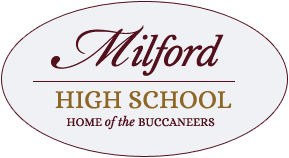 Milford
HIGH SCHOOL
HOME of the BUCCANEERS